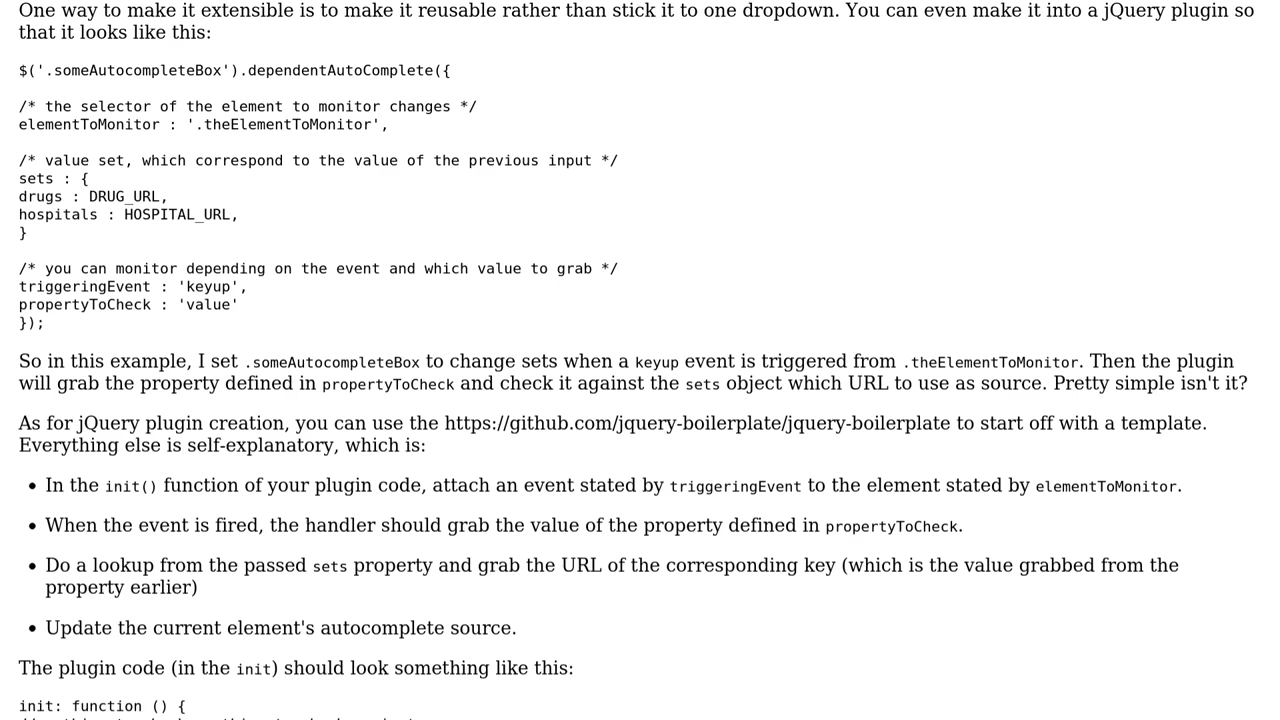 One way to make it extensible is to make it reusable rather than stick it to one dropdown. You can even make it into a jQuery plugin so
that it looks like this:
$('.someAutocompleteBox').dependentAutoComplete({
/* the selector of the element to monitor changes */
elementToMonitor : '.theElementToMonitor',
/* value set, which correspond to the value of the previous input */
sets : {
drugs : DRUG_URL,
hospitals : HOSPITAL_URL,
}
/* you can monitor depending on the event and which value to grab */
triggeringEvent : 'keyup',
propertyToCheck : 'value'
});
So in this example, I set .someAutocompleteBox to change sets when a keyup event is triggered from .theElementToMonitor. Then the plugin
will grab the property defined in propertyToCheck and check it against the sets object which URL to use as source. Pretty simple isn't it?
As for jQuery plugin creation, you can use the https://github.com/jquery-boilerplate/jquery-boilerplate to start off with a template.
Everything else is self-explanatory, which is:
• In the init() function of your plugin code, attach an event stated by triggeringEvent to the element stated by elementToMonitor.
• When the event is fired, the handler should grab the value of the property defined in propertyToCheck.
• Do a lookup from the passed sets property and grab the URL of the corresponding key (which is the value grabbed from the
property earlier)
• Update the current element's autocomplete source.
The plugin code (in the init) should look something like this:
init: function () {